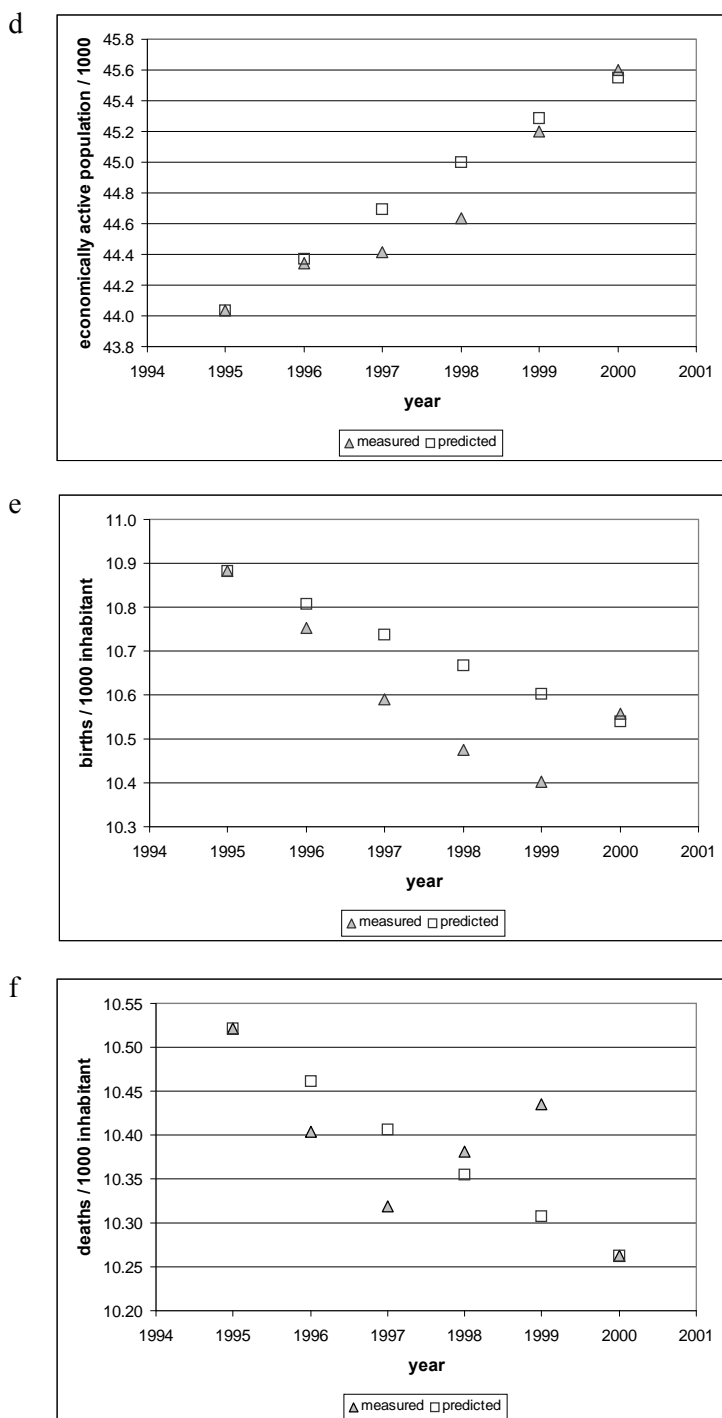 d
economically active population / 1000
45.8
45.6
45.4
45.2
45.0
44.8
44.6
44.4
44.2
44.0
43.8
1994 1995 1996 1997 1998 1999 2000 2001
year
measured predicted
e
births / 1000 inhabitant
11.0
10.9
10.8
10.7
10.6
10.5
10.4
10.3
1994 1995 1996 1997 1998 1999 2000 2001
year
measured predicted
f
deaths / 1000 inhabitant
10.55
10.50
10.45
10.40
10.35
10.30
10.25
10.20
1994 1995 1996 1997 1998 1999 2000 2001
year
measured predicted